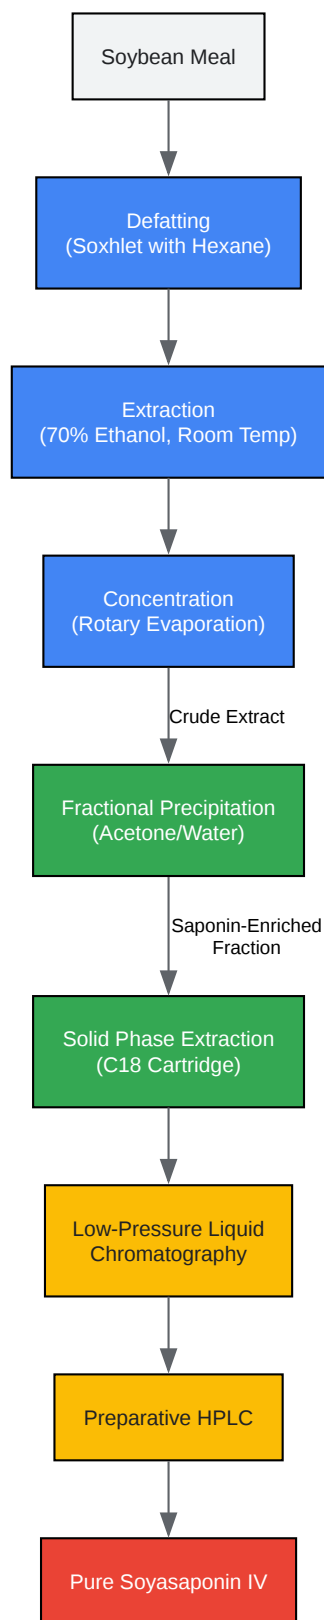 Soybean Meal
Defatting
(Soxhlet with Hexane)
Extraction
(70% Ethanol, Room Temp)
Concentration
(Rotary Evaporation)
Crude Extract
Fractional Precipitation
(Acetone/Water)
Saponin-Enriched
Fraction
Solid Phase Extraction
(C18 Cartridge)
Low-Pressure Liquid
Chromatography
Preparative HPLC
Pure Soyasaponin IV